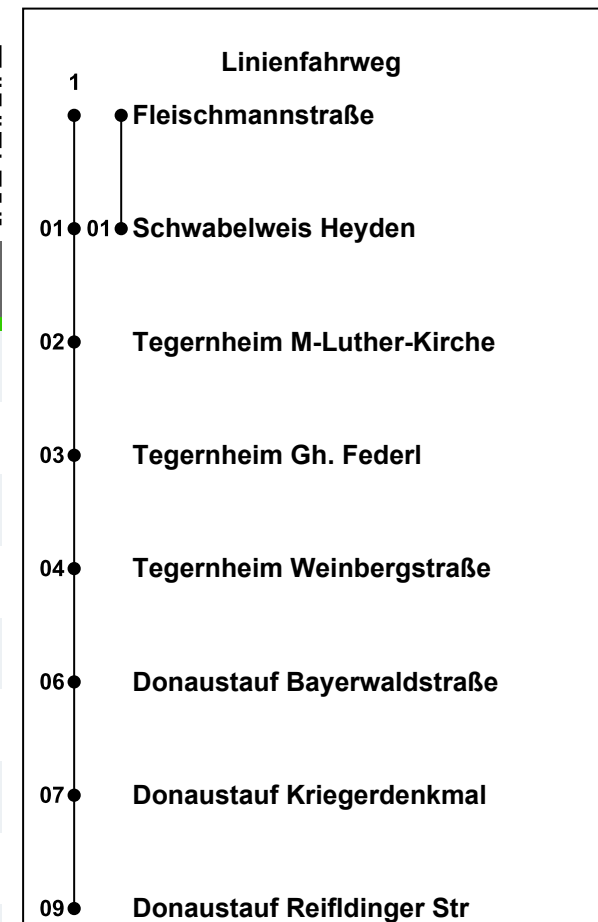 Linienfahrweg
1
Fleischmannstraße
01 01 Schwabelweis Heyden
02 Tegernheim M-Luther-Kirche
03 Tegernheim Gh. Federl
04 Tegernheim Weinbergstraße
06 Donaustauf Bayerwaldstraße
07 Donaustauf Kriegerdenkmal
09 Donaustauf Reifldinger Str